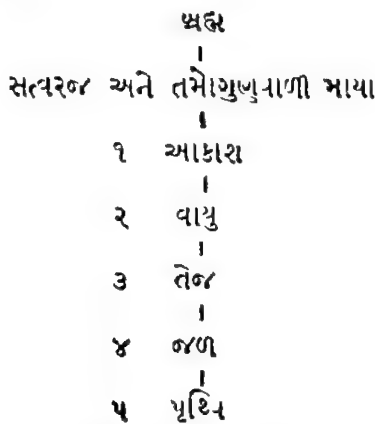 બ્રહ્મ
સત્વરજ અને તમોગુણવાળી માયા
૧ આકાશ
૨ વાયુ
૩ તેજ
૪ જળ
૫ પૃથ્વિ